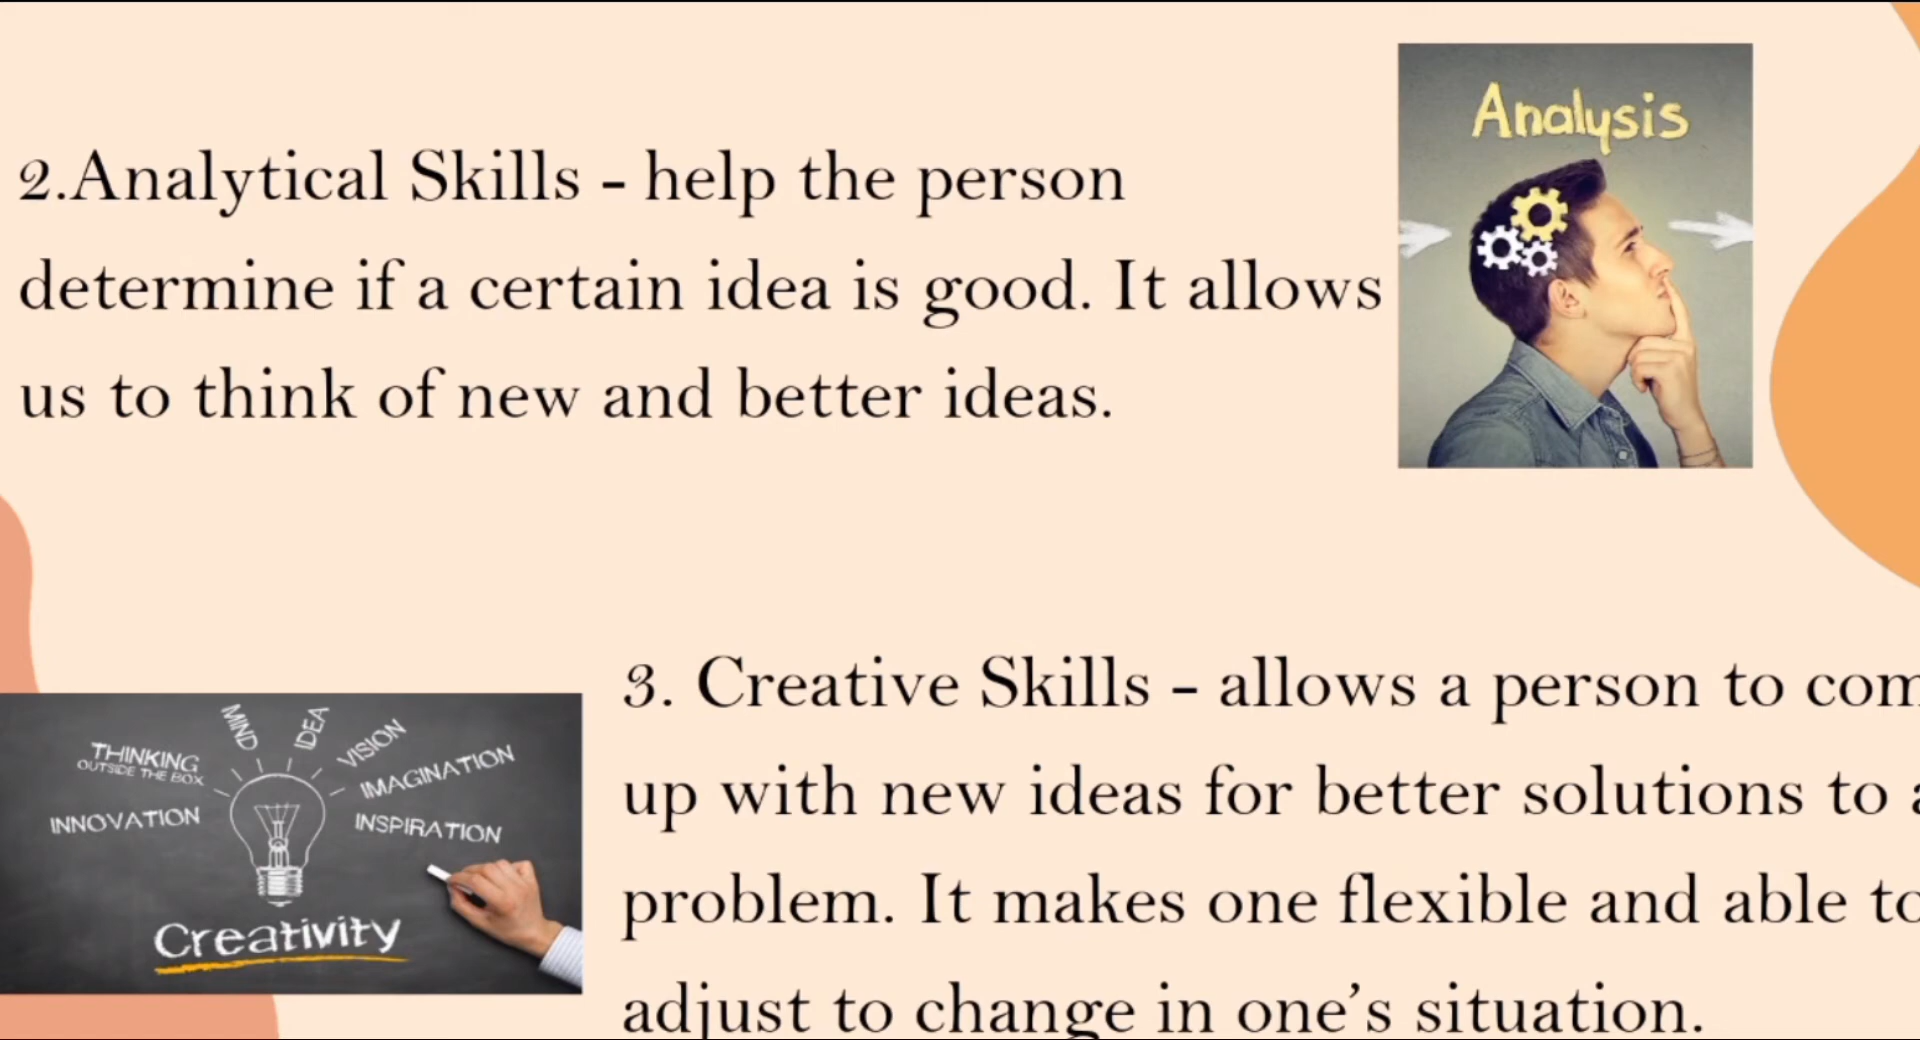 Analysis
2.Analytical Skills - help the person
determine if a certain idea is good. It allows
us to think of new and better ideas.
3. Creative Skills - allows a person to
up with new ideas for better solutions to
problem. It makes one flexible and able to
adjust to change in one’s situation.
MIND
IDEA
VISION
THINKING
OUTSIDE THE BOX
IMAGINATION
INNOVATION
INSPIRATION
Creativity